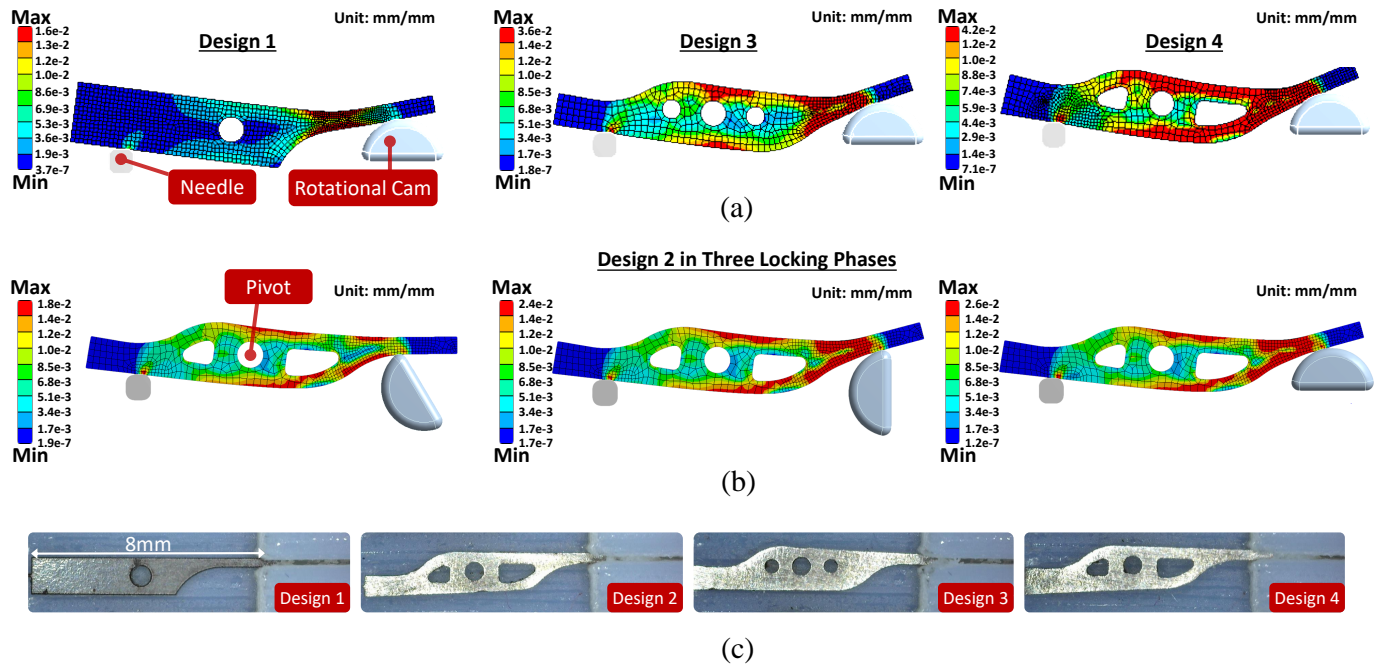 Max
Unit: mm/mm
1.6e-2
1.3e-2
1.2e-2
1.0e-2
8.6e-3
6.9e-3
5.2e-3
3.4e-3
1.9e-3
3.7e-7
Min
Design 1
Needle
Rotational Cam
Max
Unit: mm/mm
3.6e-2
1.4e-2
1.2e-2
1.0e-2
8.5e-3
6.8e-3
5.1e-3
3.4e-3
1.7e-3
1.8e-7
Min
Design 3
Max
Unit: mm/mm
4.2e-2
1.2e-2
1.0e-2
8.8e-3
7.4e-3
6.0e-3
4.4e-3
2.9e-3
1.4e-3
7.1e-7
Min
Design 4
(a)
Design 2 in Three Locking Phases
Max
Unit: mm/mm
1.8e-2
1.4e-2
1.2e-2
1.0e-2
8.5e-3
6.8e-3
5.1e-3
3.4e-3
1.7e-3
1.9e-7
Min
Pivot
Max
Unit: mm/mm
2.4e-2
1.4e-2
1.2e-2
1.0e-2
8.5e-3
6.8e-3
5.1e-3
3.4e-3
1.7e-3
1.7e-7
Min
Max
Unit: mm/mm
2.6e-2
1.4e-2
1.2e-2
1.0e-2
8.5e-3
6.8e-3
5.1e-3
3.4e-3
1.7e-3
1.2e-7
Min
(b)
8mm
Design 1
Design 2
Design 3
Design 4
(c)